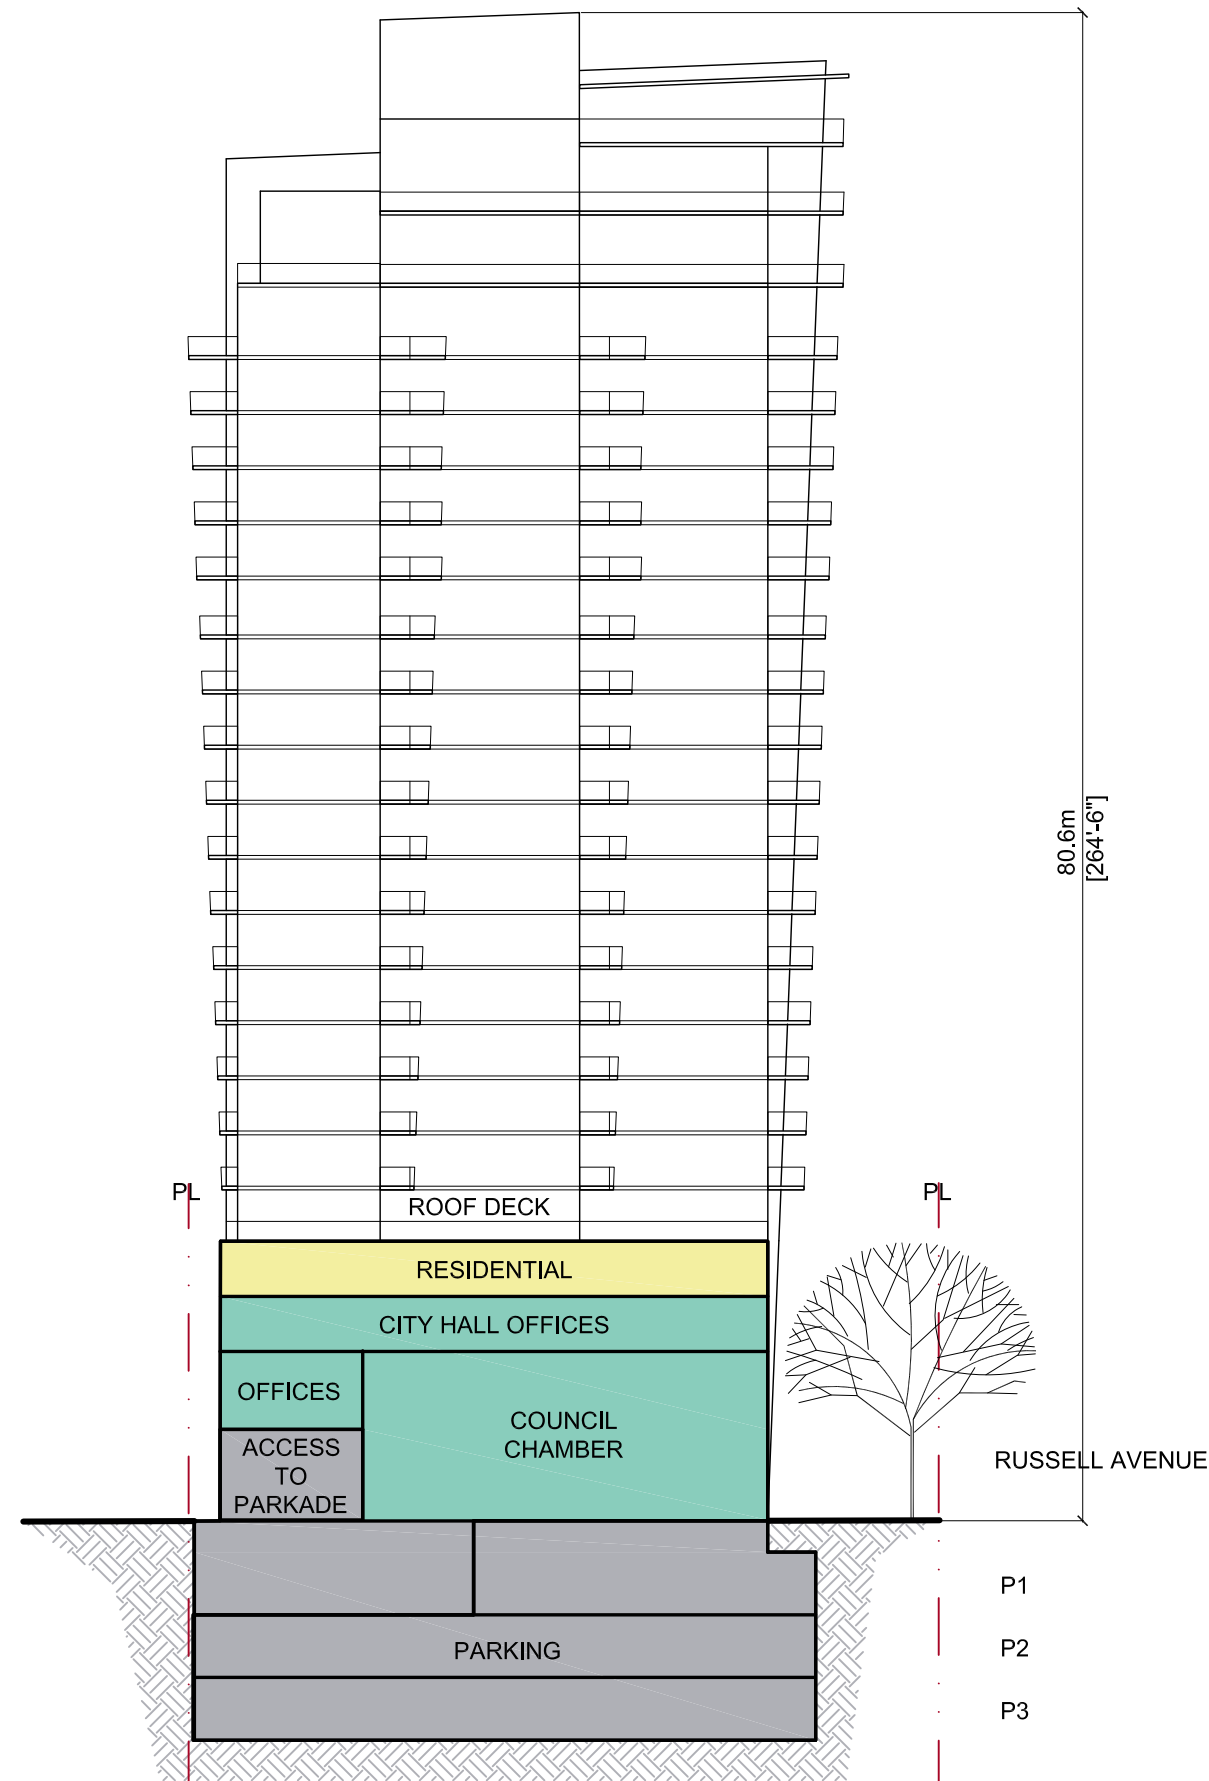 80.6m
[264'-6"]
PL
PL
ROOF DECK
RESIDENTIAL
CITY HALL OFFICES
OFFICES
COUNCIL
CHAMBER
ACCESS
TO
PARKADE
RUSSELL AVENUE
P1
PARKING
P2
P3